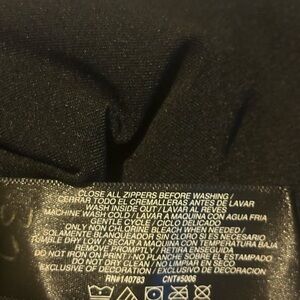 CLOSE ALL ZIPPERS BEFORE WASHING/
CERRAR TODO EL CREMALLERAS ANTES DE LAVAR
WASH INSIDE OUT / LAVAR AL REVES
MACHINE WASH COLD / LAVAR A MAQUINA CON AGUA FRIA
GENTLE CYCLE / CICLO DELICADO
ONLY NON CHLORINE BLEACH WHEN NEEDED/
SOLAMENTE BLANQUEADOR SIN CLORO SI ES NECESARIO
TUMBLE DRY LOW / SECAR A MAQUINA CON TEMPERATURA BAJA
REMOVE PROMPTLY / RETIRA ENSEGUIDA
DO NOT IRON ON PRINT/ NO PLANCHE EL ESTAMPADO
DO NOT DRY CLEAN / NO LIMPIO EN SECO
EXCLUSIVE OF DECORATION / EXCLUSIVO DE DECORACION
RN#140783 CNT#5006